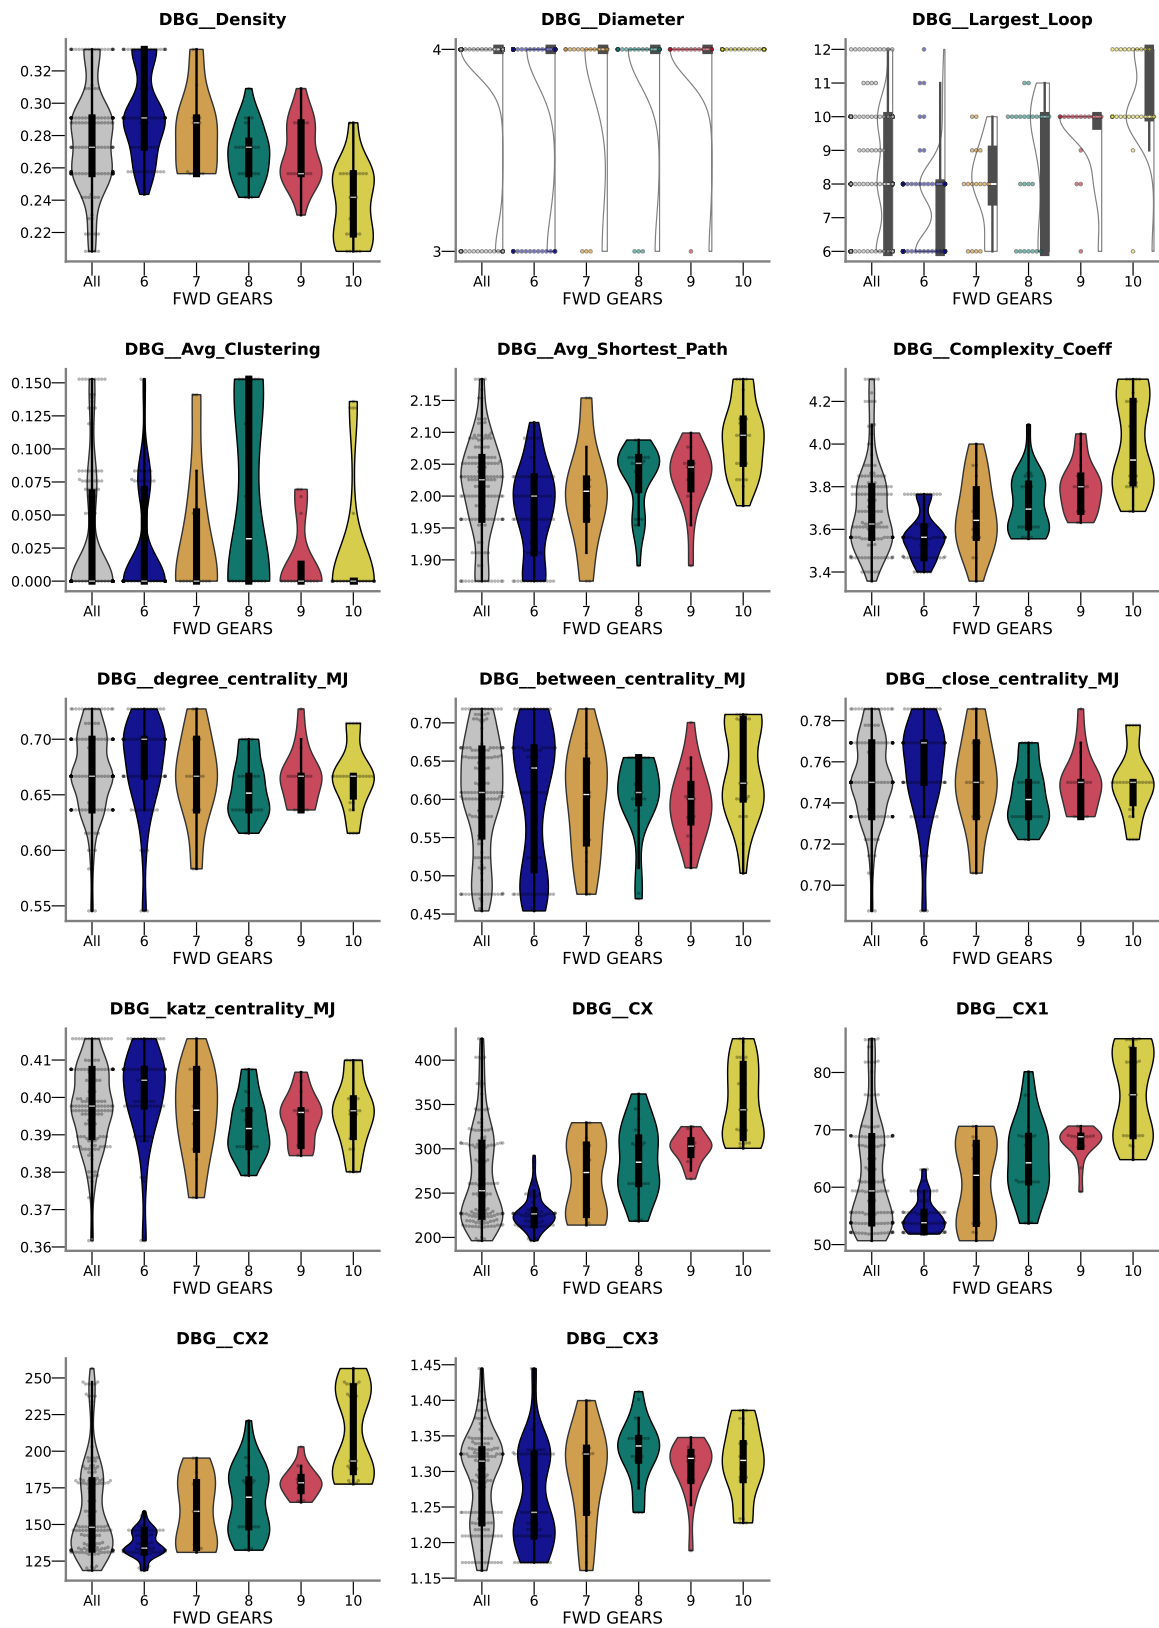 DBG__Density
0.32
0.30
0.28
0.26
0.24
0.22
All 6 7 8 9 10
FWD GEARS
DBG__Diameter
4
3
All 6 7 8 9 10
FWD GEARS
DBG__Largest_Loop
12
11
10
9
8
7
6
All 6 7 8 9 10
FWD GEARS
DBG__Avg_Clustering
0.150
0.125
0.100
0.075
0.050
0.025
0.000
All 6 7 8 9 10
FWD GEARS
DBG__Avg_Shortest_Path
2.15
2.10
2.05
2.00
1.95
1.90
All 6 7 8 9 10
FWD GEARS
DBG__Complexity_Coeff
4.2
4.0
3.8
3.6
3.4
All 6 7 8 9 10
FWD GEARS
DBG__degree_centrality_MJ
0.70
0.65
0.60
0.55
All 6 7 8 9 10
FWD GEARS
DBG__between_centrality_MJ
0.70
0.65
0.60
0.55
0.50
0.45
All 6 7 8 9 10
FWD GEARS
DBG__close_centrality_MJ
0.78
0.76
0.74
0.72
0.70
All 6 7 8 9 10
FWD GEARS
DBG__katz_centrality_MJ
0.41
0.40
0.39
0.38
0.37
0.36
All 6 7 8 9 10
FWD GEARS
DBG__CX
400
350
300
250
200
All 6 7 8 9 10
FWD GEARS
DBG__CX1
80
70
60
50
All 6 7 8 9 10
FWD GEARS
DBG__CX2
250
225
200
175
150
125
All 6 7 8 9 10
FWD GEARS
DBG__CX3
1.45
1.40
1.35
1.30
1.25
1.20
1.15
All 6 7 8 9 10
FWD GEARS